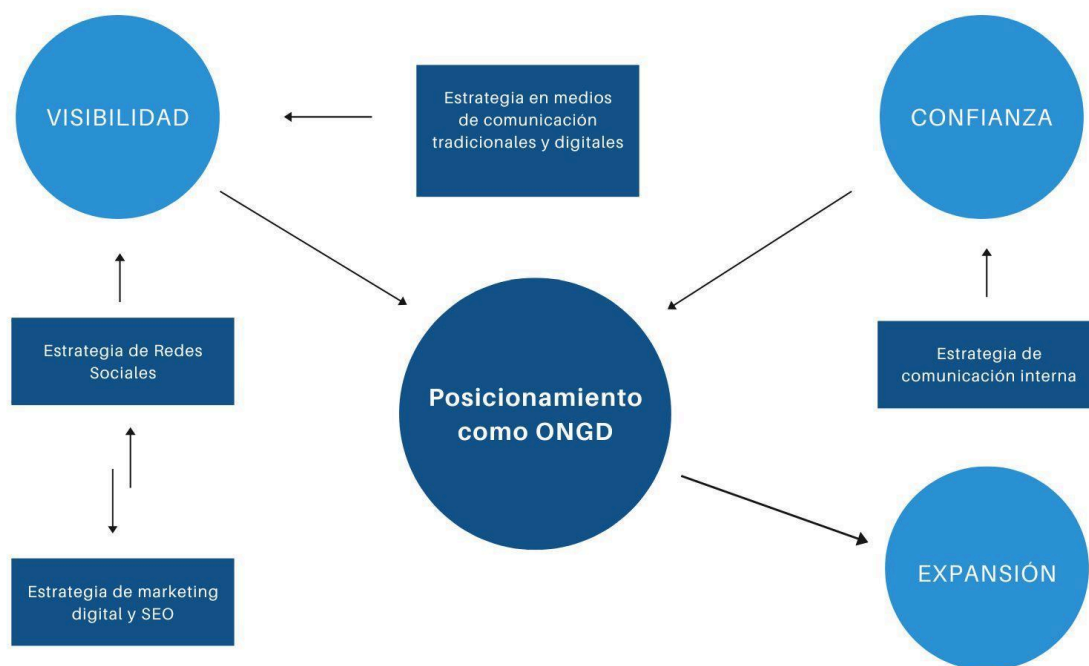 VISIBILIDAD
Estrategia en medios
de comunicación
tradicionales y digitales
CONFIANZA
Estrategia de Redes
Sociales
Posicionamiento
como ONGD
Estrategia de
comunicación interna
Estrategia de marketing
digital y SEO
EXPANSIÓN